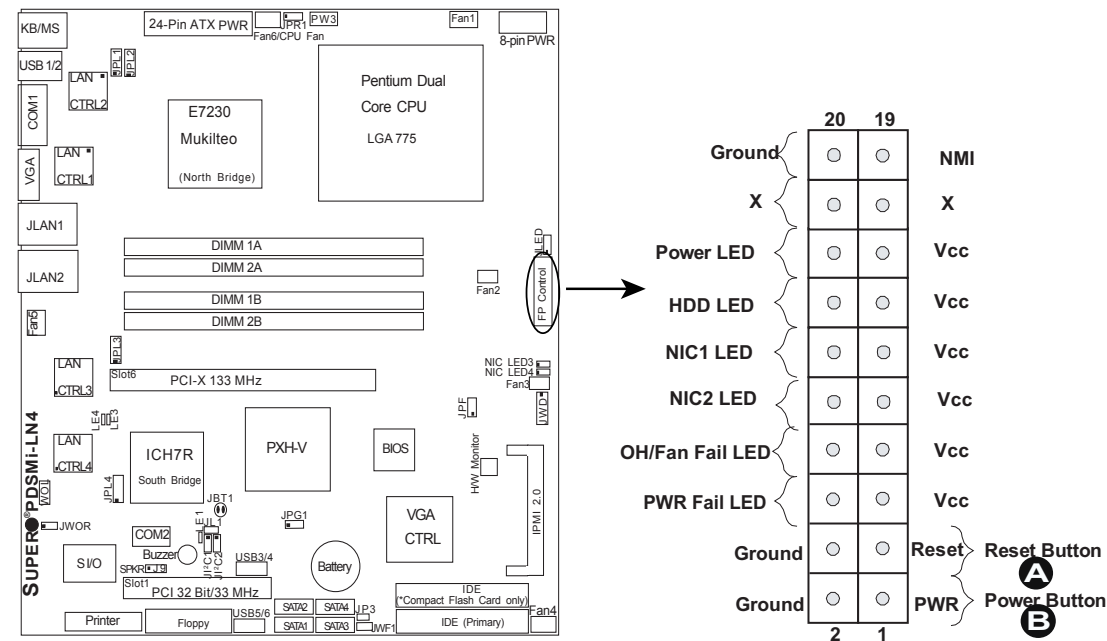 KB/MS
24-Pin ATX PWR
JPR1
PW3
Fan6/CPU Fan
Fan1
8-pin PWR
USB 1/2
JPL1
JPL2
LAN
CTRL2
COM1
E7230
Mukilteo
(North Bridge)
Pentium Dual
Core CPU
LGA 775
LAN
CTRL1
VGA
JLAN1
JLAN2
DIMM 1A
DIMM 2A
DIMM 1B
DIMM 2B
Fan2
FP Control
Fan5
JPL3
LAN
CTRL3
Slot6
PCI-X 133 MHz
NIC LED3
NIC LED4
Fan3
JWD
JPF
LE4
LE3
LAN
CTRL4
ICH7R
South Bridge
PXH-V
BIOS
H/W Monitor
WOL
JPL4
JBT1
SUPER® PDSMi-LN4
JWOR
COM2
LE1
JL1
JPG1
VGA
CTRL
IPMI 2.0
S I/O
Buzzer
JI²C1
JI²C2
USB3/4
Battery
SPKR
J9
Slot1
PCI 32 Bit/33 MHz
IDE
(*Compact Flash Card only)
Printer
Floppy
USB5/6
SATA2
SATA4
SATA1
SATA3
JP3
JWF1
IDE (Primary)
Fan4
20 19
Ground NMI
X X
Power LED Vcc
HDD LED Vcc
NIC1 LED Vcc
NIC2 LED Vcc
OH/Fan Fail LED Vcc
PWR Fail LED Vcc
Ground Reset Reset Button
A
Ground PWR Power Button
B
2 1